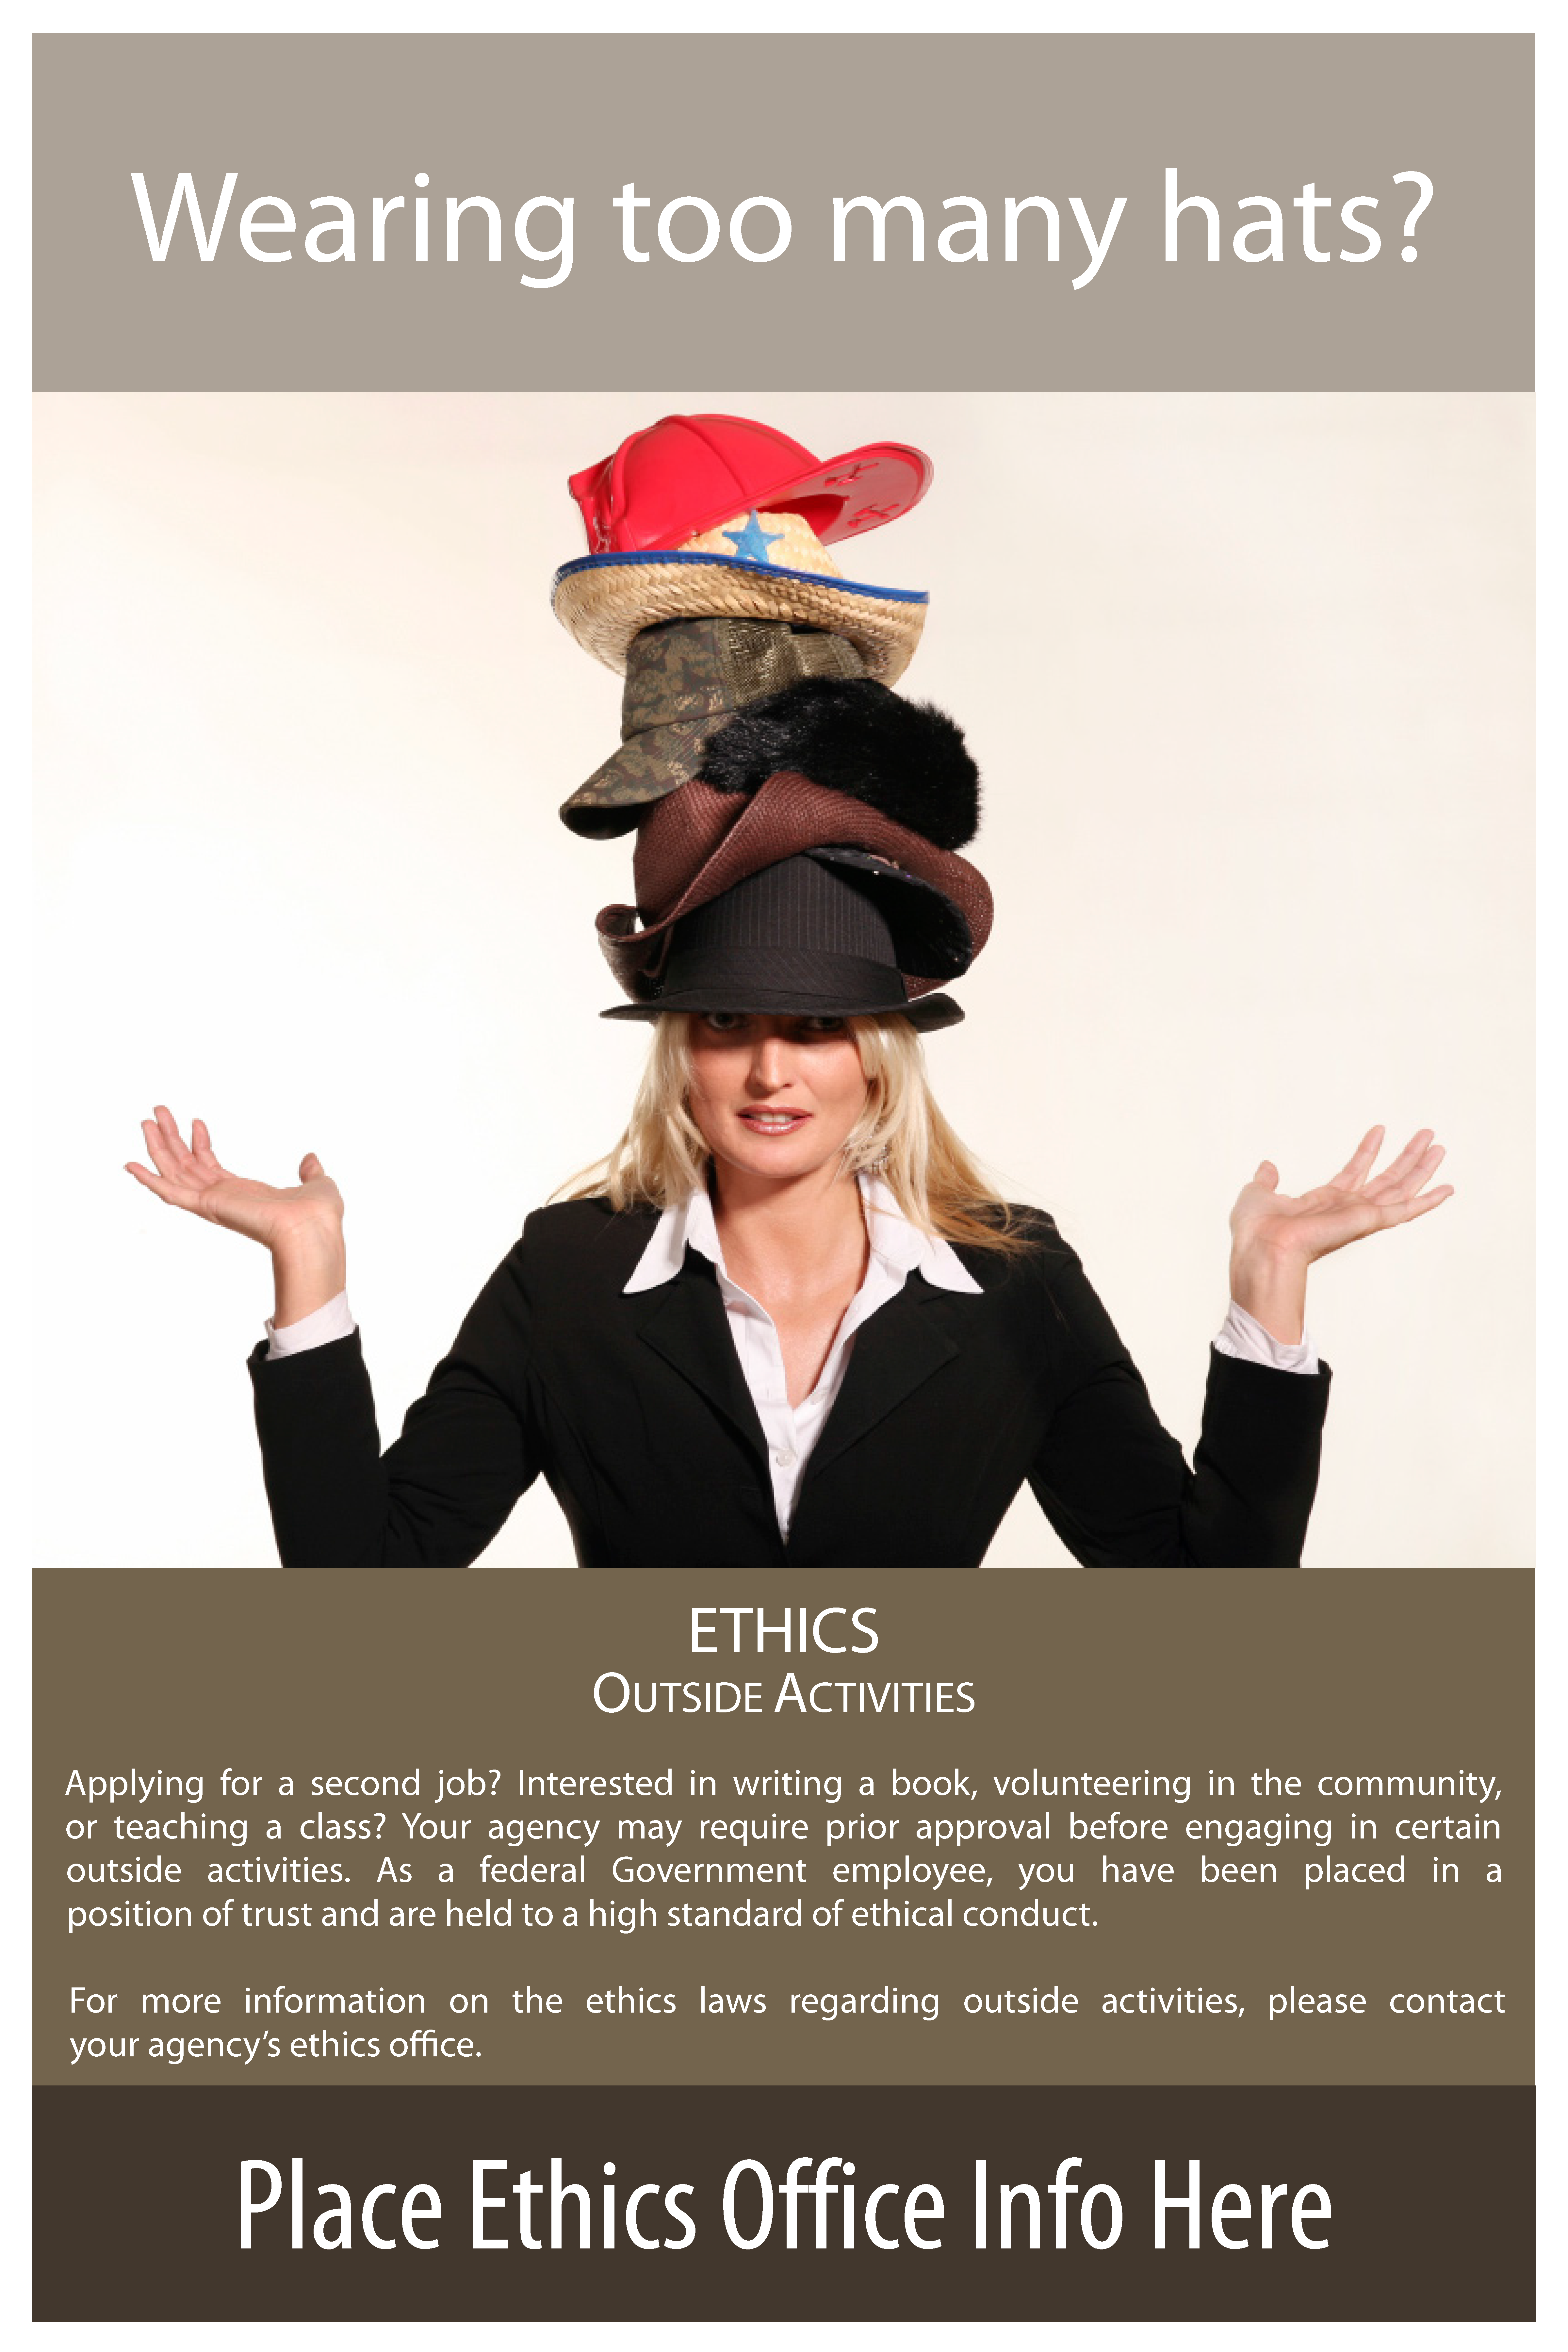 Wearing too many hats?
ETHICS
OUTSIDE ACTIVITIES
Applying for a second job? Interested in writing a book, volunteering in the community,
or teaching a class? Your agency may require prior approval before engaging in certain
outside activities. As a federal Government employee, you have been placed in a
position of trust and are held to a high standard of ethical conduct.
For more information on the ethics laws regarding outside activities, please contact
your agency's ethics office.
Place Ethics Office Info Here